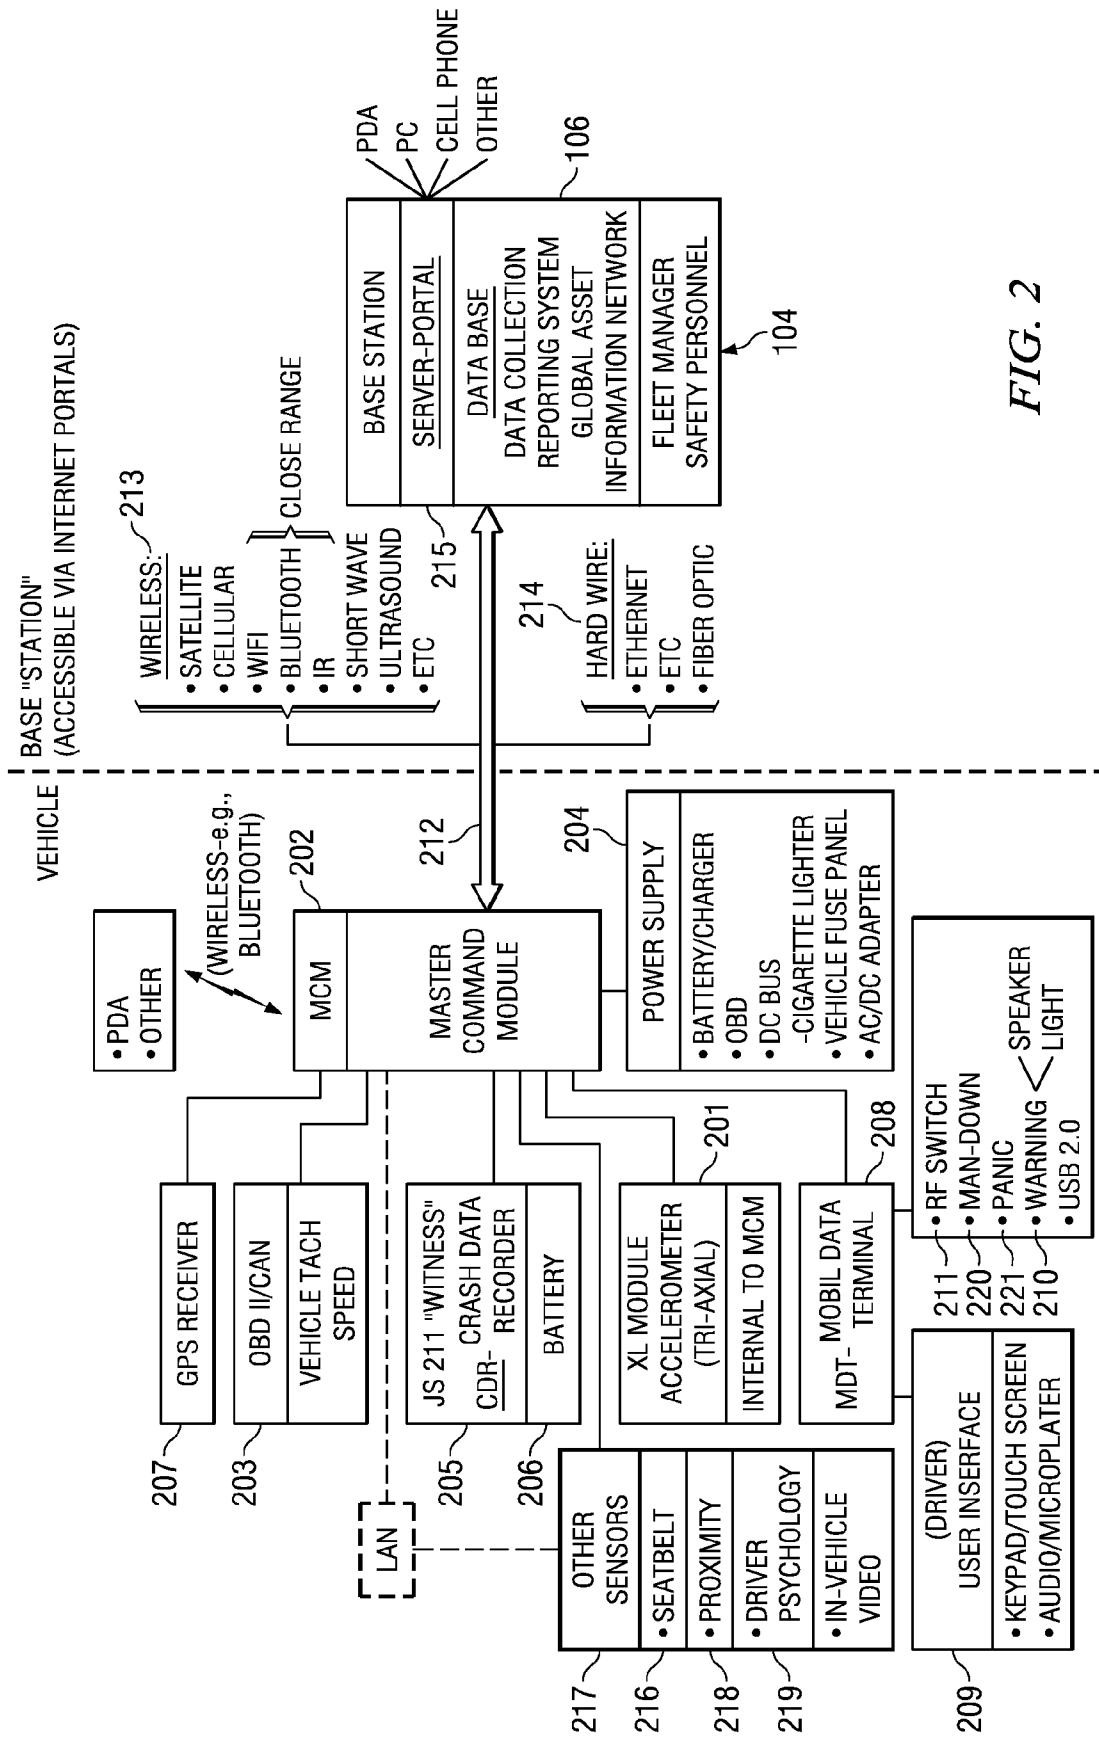 VEHICLE
BASE "STATION"
(ACCESSIBLE VIA INTERNET PORTALS)
• PDA
• OTHER
(WIRELESS-e.g.,
BLUETOOTH)
207
GPS RECEIVER
203
OBD II/CAN
VEHICLE TACH
SPEED
LAN
205
JS 211 "WITNESS"
CRASH DATA
CDR-
RECORDER
206
BATTERY
217
OTHER
SENSORS
216
• SEATBELT
218
• PROXIMITY
219
• DRIVER
PSYCHOLOGY
• IN-VEHICLE
VIDEO
XL MODULE
ACCELEROMETER
(TRI-AXIAL)
201
INTERNAL TO MCM
MOBIL DATA
MDT-
TERMINAL
208
209
(DRIVER)
USER INSERFACE
• KEYPAD/TOUCH SCREEN
• AUDIO/MICROPLATER
211
• RF SWITCH
220
• MAN-DOWN
221
• PANIC
210
• WARNING
SPEAKER
LIGHT
• USB 2.0
MCM
202
MASTER
COMMAND
MODULE
204
POWER SUPPLY
• BATTERY/CHARGER
• OBD
• DC BUS
-CIGARETTE LIGHTER
• VEHICLE FUSE PANEL
• AC/DC ADAPTER
212
WIRELESS:
213
• SATELLITE
• CELLULAR
• WIFI
• BLUETOOTH
CLOSE RANGE
• IR
• SHORT WAVE
• ULTRASOUND
• ETC
214
HARD WIRE:
• ETHERNET
• ETC
• FIBER OPTIC
BASE STATION
215
SERVER-PORTAL
PDA
PC
CELL PHONE
OTHER
106
DATA BASE
DATA COLLECTION
REPORTING SYSTEM
GLOBAL ASSET
INFORMATION NETWORK
FLEET MANAGER
SAFETY PERSONNEL
104
FIG. 2